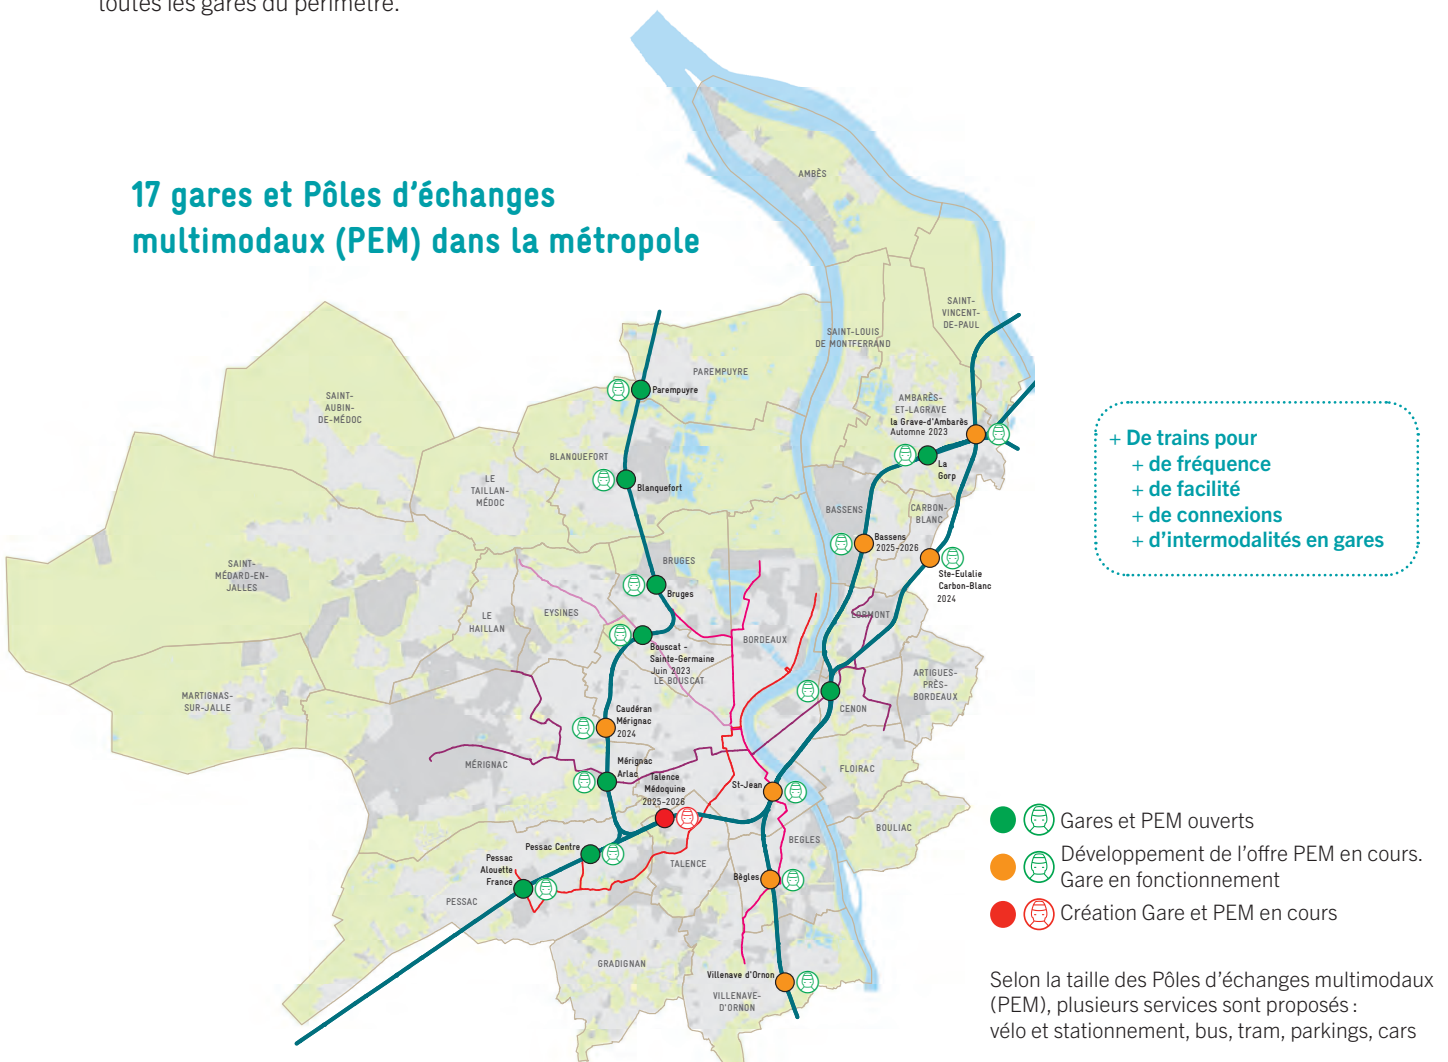 toutes les gares du périmètre.
17 gares et Pôles d'échanges
multimodaux (PEM) dans la métropole
AMBÈS
SAINT-
VINCENT-
DE-PAUL
SAINT-LOUIS
DE MONTFERRAND
PAREMPUYRE
Parempuyre
SAINT-
AUBIN-
DE-MÉDOC
AMBARÈS-
ET-LAGRAVE
la Grave-d'Ambarès
Automne 2023
La
Gorp
BLANQUEFORT
Blanquefort
LE
TAILLAN-
MÉDOC
BASSENS
CARBON-
BLANC
Bassens
2025-2026
Ste-Eulalie
Carbon-Blanc
2024
SAINT-
MÉDARD-EN-
JALLES
BRUGES
Bruges
LE
HAILLAN
EYSINES
LORMONT
BORDEAUX
Bouscat -
Sainte-Germaine
Juin 2023
LE BOUSCAT
ARTIGUES-
PRÈS-
BORDEAUX
MARTIGNAS-
SUR-JALLE
CENON
Caudéran
Mérignac
2024
MÉRIGNAC
Mérignac
Arlac
Talence
Médoquine
2025-2026
St-Jean
FLOIRAC
BOULIAC
BEGLES
Pessac Centre
Pessac
Alouette
France
TALENCE
Bègles
PESSAC
GRADIGNAN
Villenave d'Ornon
VILLENAVE-
D'ORNON
+ De trains pour
+ de fréquence
+ de facilité
+ de connexions
+ d'intermodalités en gares
Gares et PEM ouverts
Développement de l'offre PEM en cours.
Gare en fonctionnement
Création Gare et PEM en cours
Selon la taille des Pôles d'échanges multimodaux
(PEM), plusieurs services sont proposés :
vélo et stationnement, bus, tram, parkings, cars